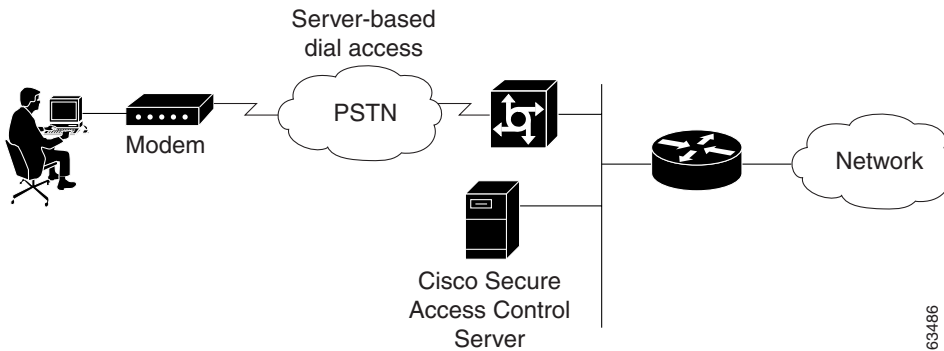 Server-based
dial access
PSTN
Modem
Network
Cisco Secure
Access Control
Server
63486